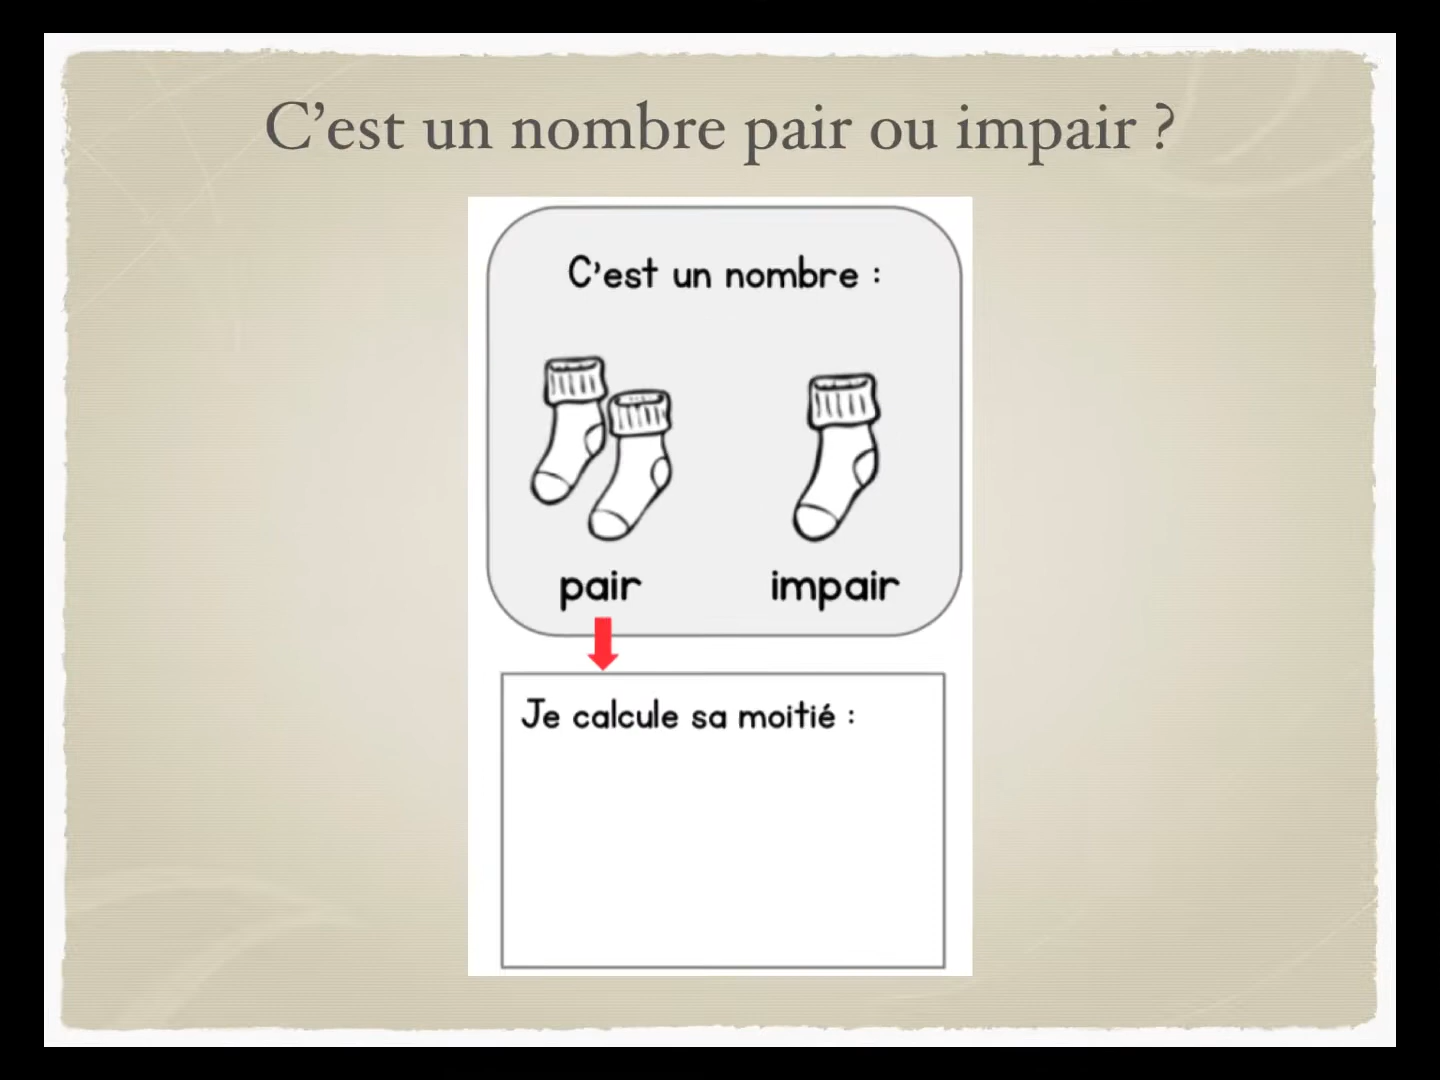 C’est un nombre pair ou impair ?
C’est un nombre :
pair impair
Je calcule sa moitié :